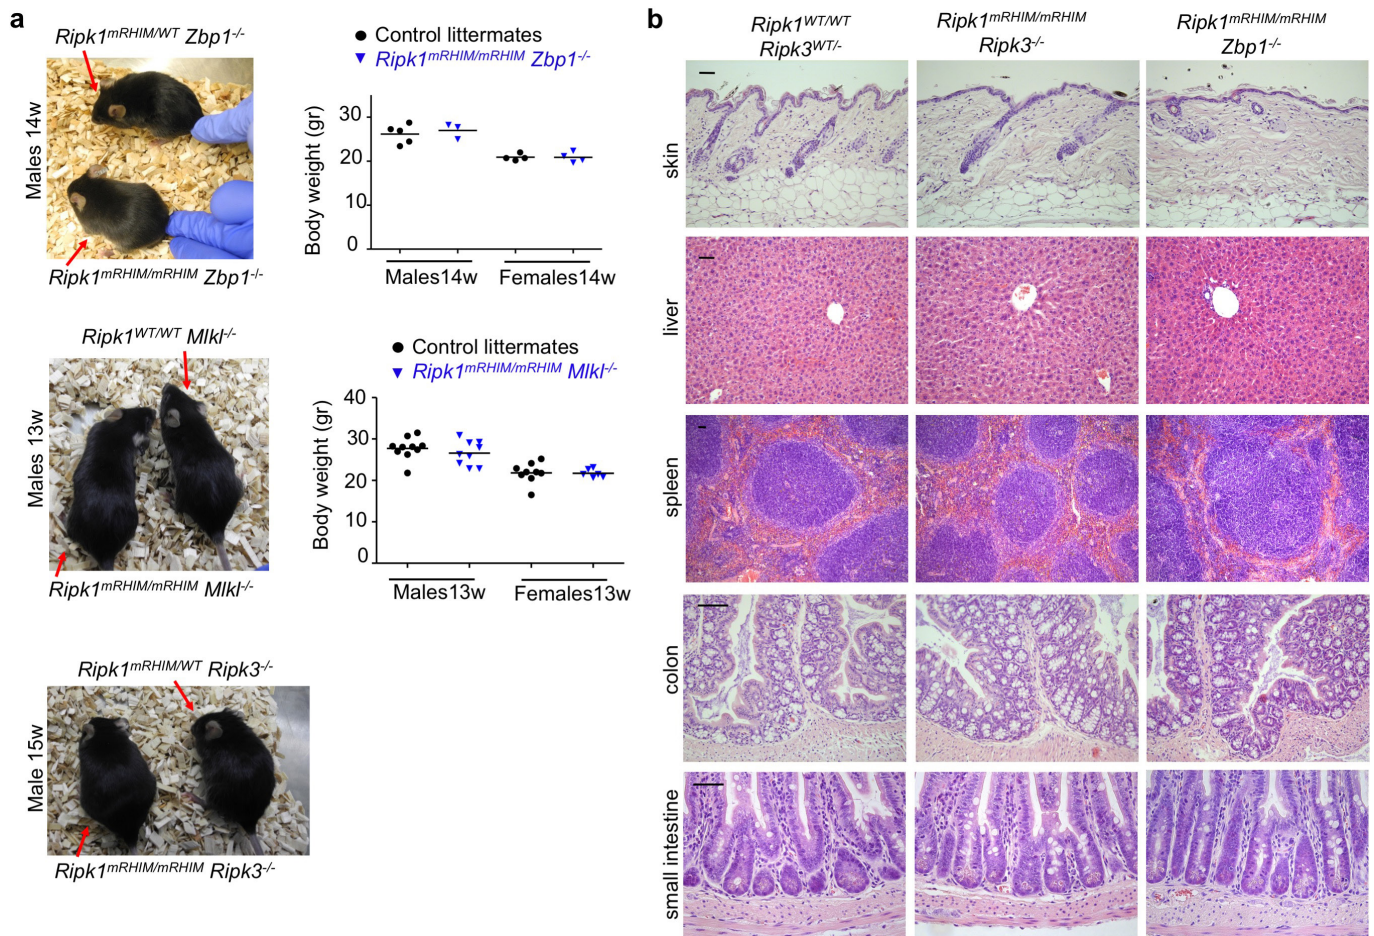 a
Ripk1mRHIM/WT Zbp1-/-
Males 14w
Ripk1mRHIM/mRHIM Zbp1-/-
Control littermates
Ripk1mRHIM/mRHIM Zbp1-/-
Body weight (gr)
30
20
10
0
Males14w Females14w
Ripk1WT/WT Mlkl-/-
Males 13w
Ripk1mRHIM/mRHIM Mlkl-/-
Control littermates
Ripk1mRHIM/mRHIM Mlkl-/-
Body weight (gr)
40
30
20
10
0
Males13w Females13w
Ripk1mRHIM/WT Ripk3-/-
Male 15w
Ripk1mRHIM/mRHIM Ripk3-/-
b
Ripk1WT/WT
Ripk3WT/-
Ripk1mRHIM/mRHIM
Ripk3-/-
Ripk1mRHIM/mRHIM
Zbp1-/-
skin
liver
spleen
colon
small intestine